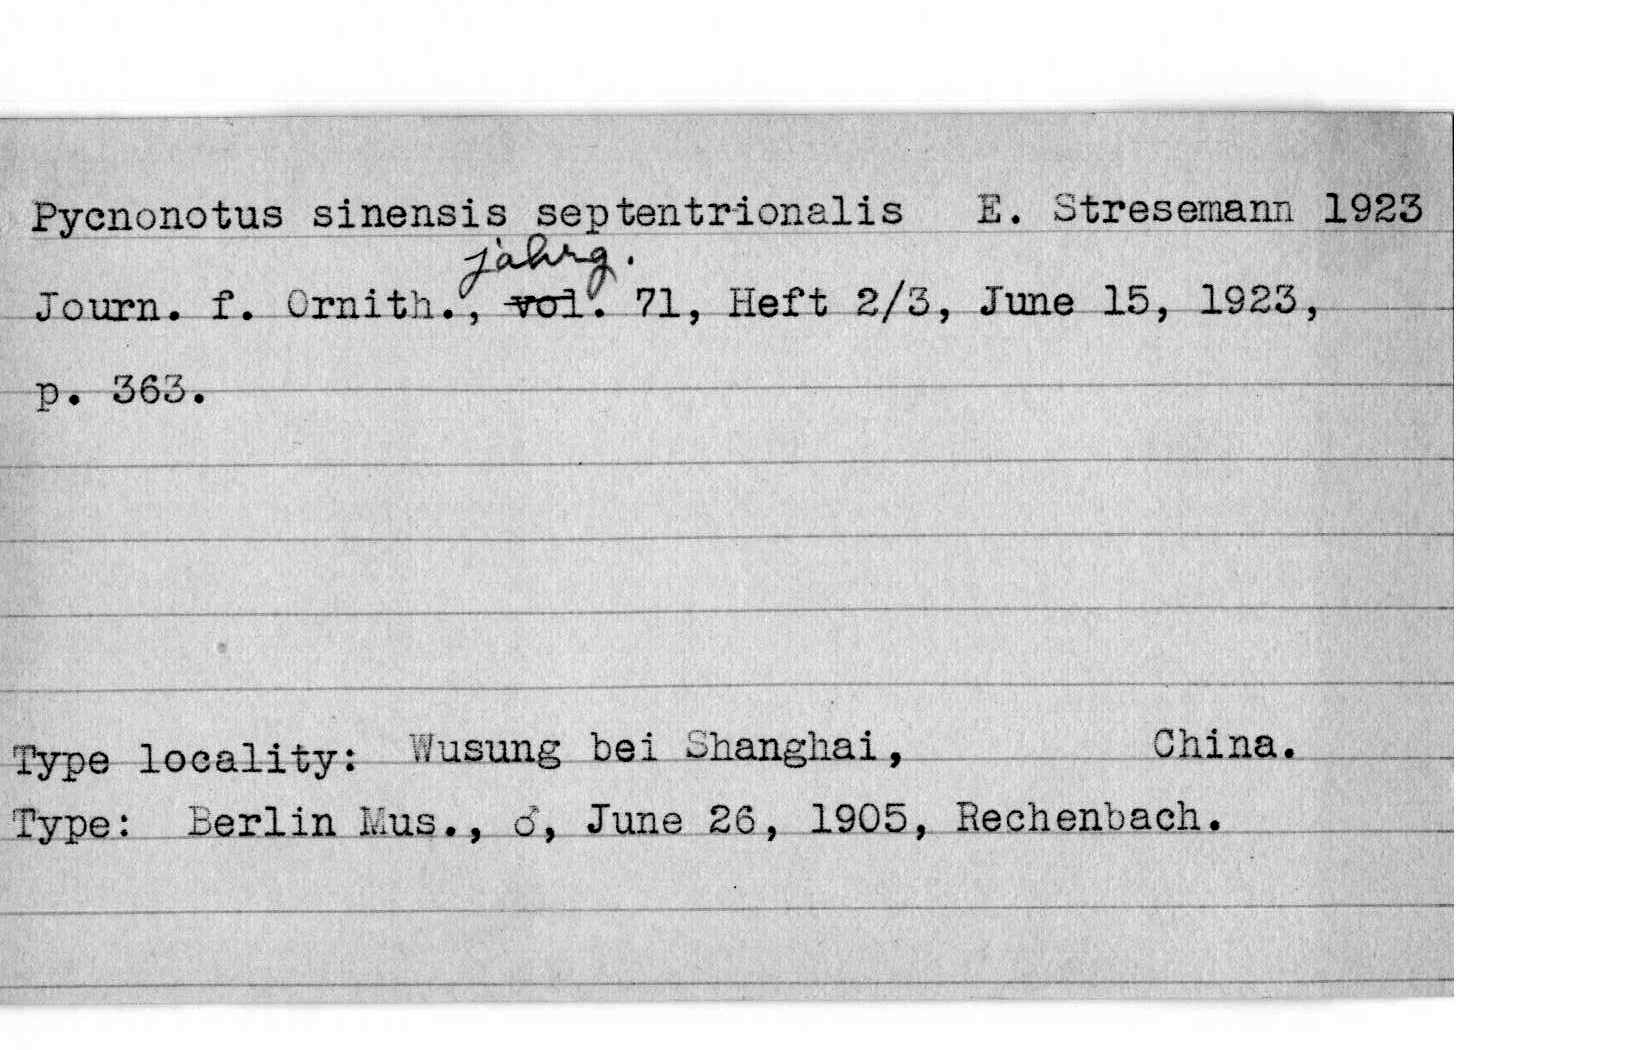 Pycnonotus sinensis septentrionalis E. Stresemann 1923
jahrg.
Journ. f. Ornith., vol. 71, Heft 2/3, June 15, 1923,
p. 363.
Type locality: Wusung bei Shanghai, China.
Type: Berlin Mus., ♂, June 26, 1905, Rechenbach.